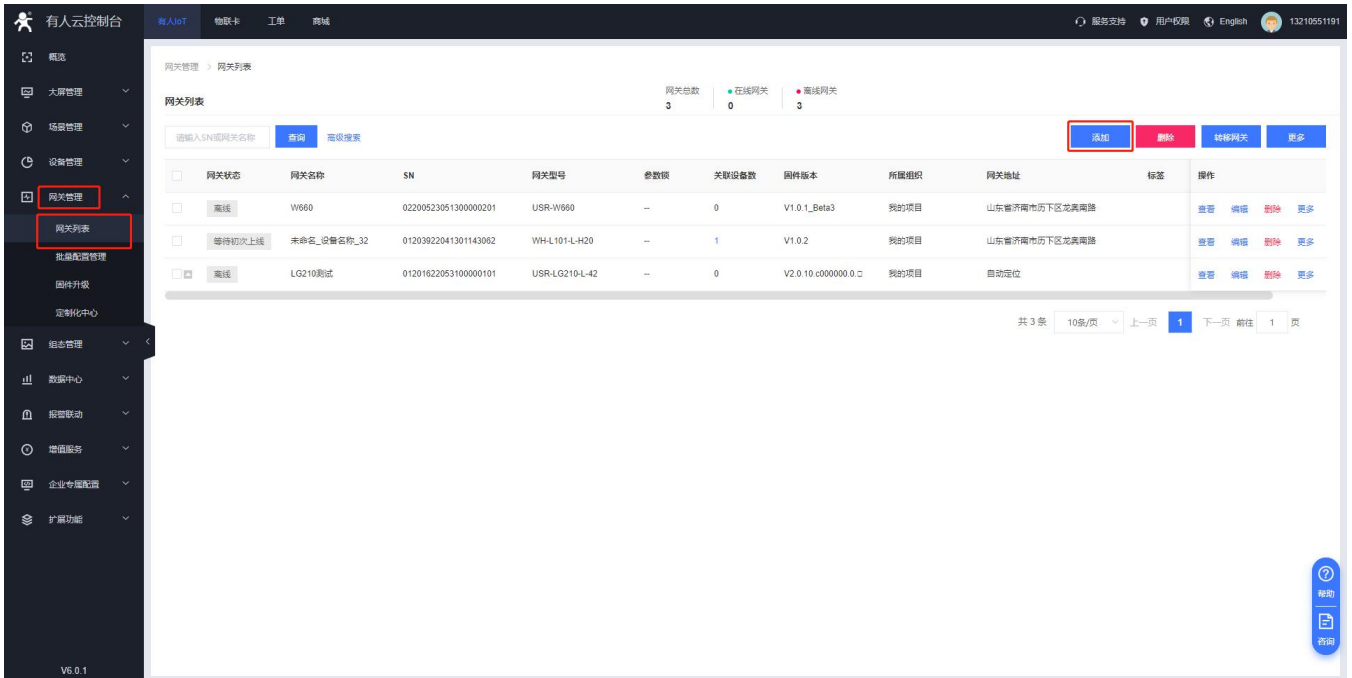 有人云控制台
有人IoT 物联卡 工单 商城
服务支持 用户权限 English 13210551191
概览
大屏管理
场景管理
设备管理
网关管理
网关列表
批量配置管理
固件升级
定制化中心
组态管理
数据中心
报警联动
增值服务
企业专属配置
扩展功能
V6.0.1
网关管理 > 网关列表
网关列表
网关总数 在线网关 离线网关
3 0 3
请输入SN或网关名称 查询 高级搜索 添加 删除 转移网关 更多
网关状态 网关名称 SN 网关型号 参数锁 关联设备数 固件版本 所属组织 网关地址 标签 操作
离线 W660 02200523051300000201 USR-W660 -- 0 V1.0.1_Beta3 我的项目 山东省济南市历下区龙奥南路 查看 编辑 删除 更多
等待初次上线 未命名_设备名称_32 01203922041301143062 WH-L101-L-H20 -- 1 V1.0.2 我的项目 山东省济南市历下区龙奥南路 查看 编辑 删除 更多
离线 LG210测试 01201622053100000101 USR-LG210-L-42 -- 0 V2.0.10.c000000.0. 我的项目 自动定位 查看 编辑 删除 更多
共 3 条 10条/页 上一页 1 下一页 前往 1 页
帮助
咨询